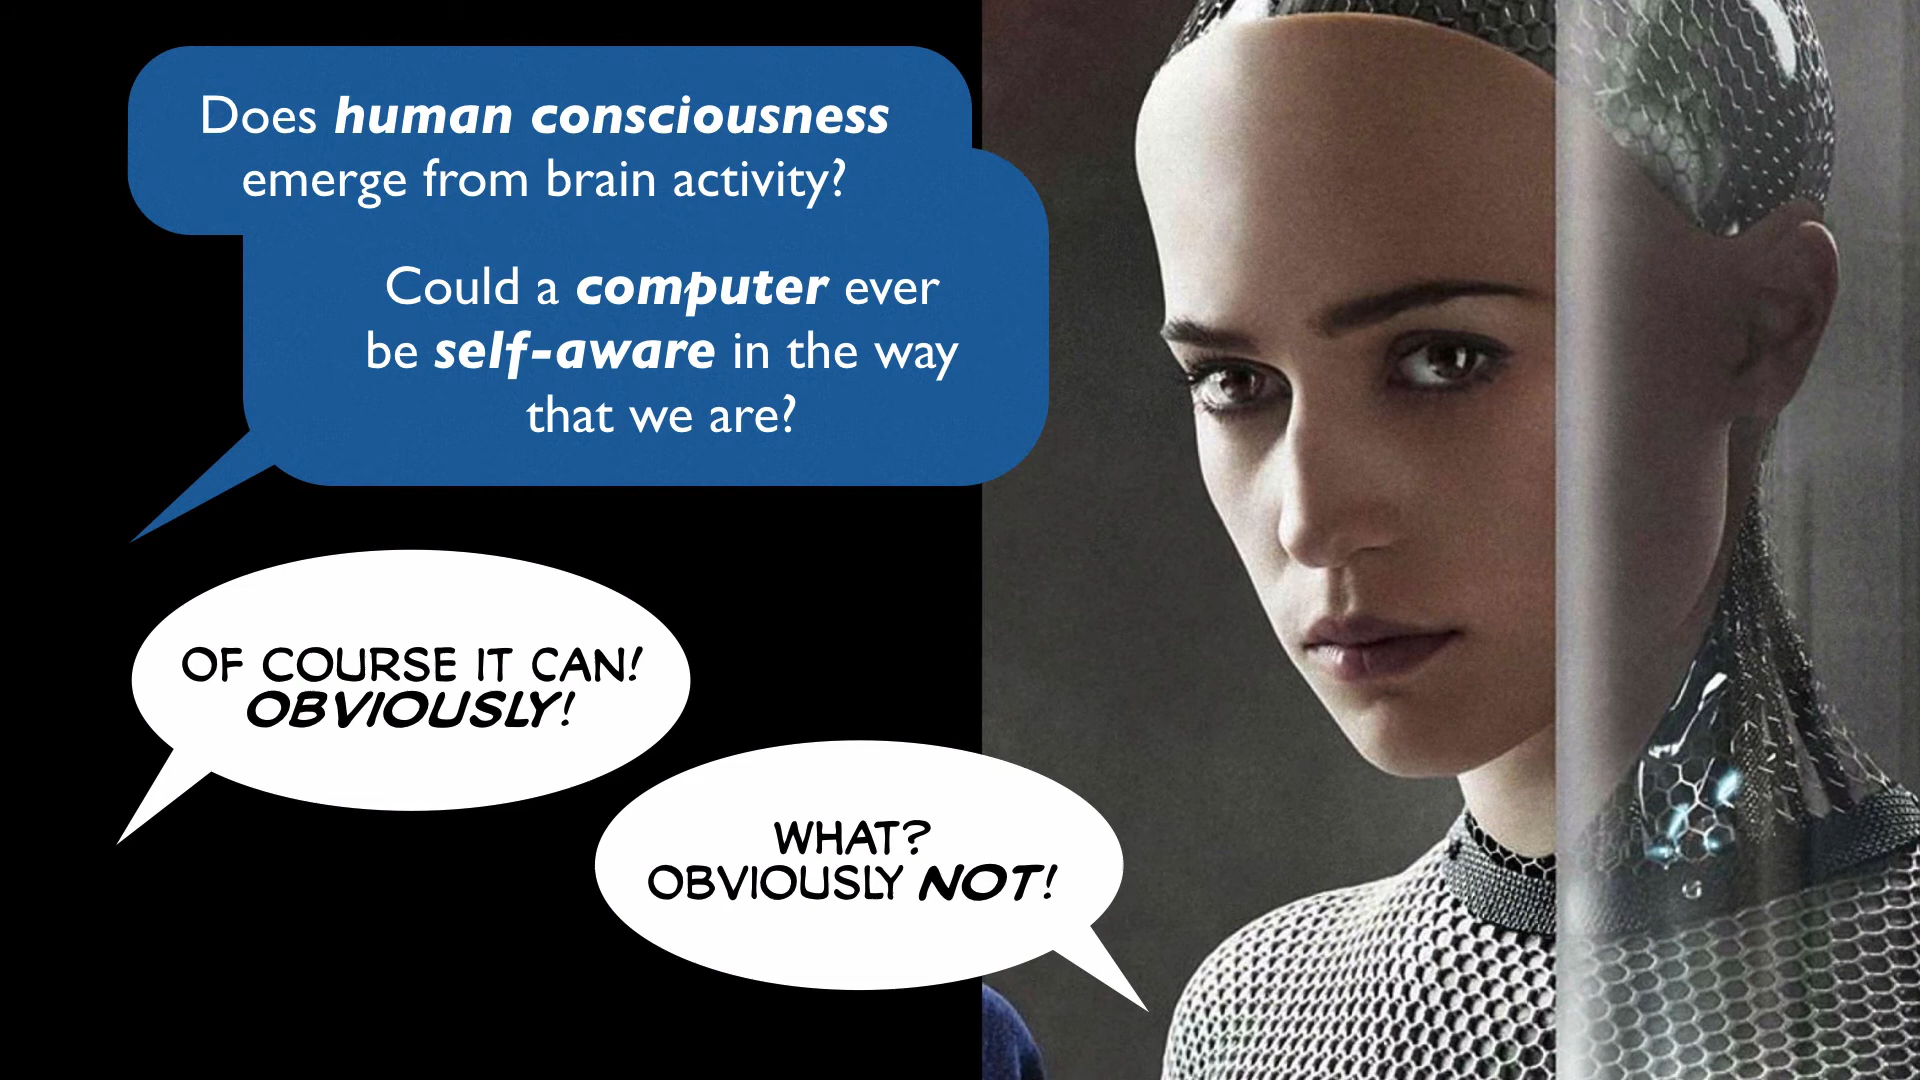 Does human consciousness
emerge from brain activity?
Could a computer ever
be self-aware in the way
that we are?
OF COURSE IT CAN!
OBVIOUSLY!
WHAT?
OBVIOUSLY NOT!